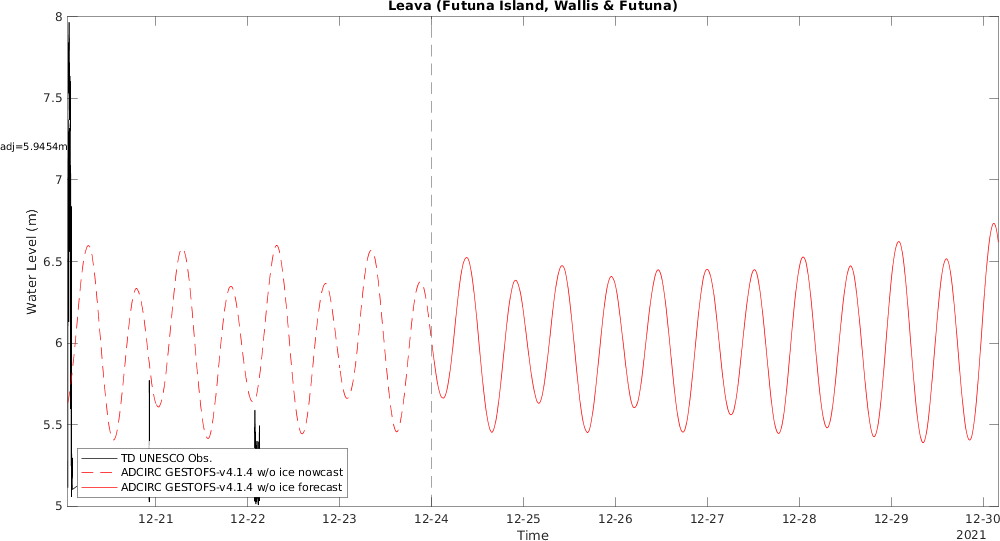 Leava (Futuna Island, Wallis & Futuna)
8
7.5
adj=5.9454m
7
6.5
6
5.5
5
Water Level (m)
TD UNESCO Obs.
ADCIRC GESTOFS-v4.1.4 w/o ice nowcast
ADCIRC GESTOFS-v4.1.4 w/o ice forecast
12-21 12-22 12-23 12-24 12-25 12-26 12-27 12-28 12-29 12-30
Time
2021